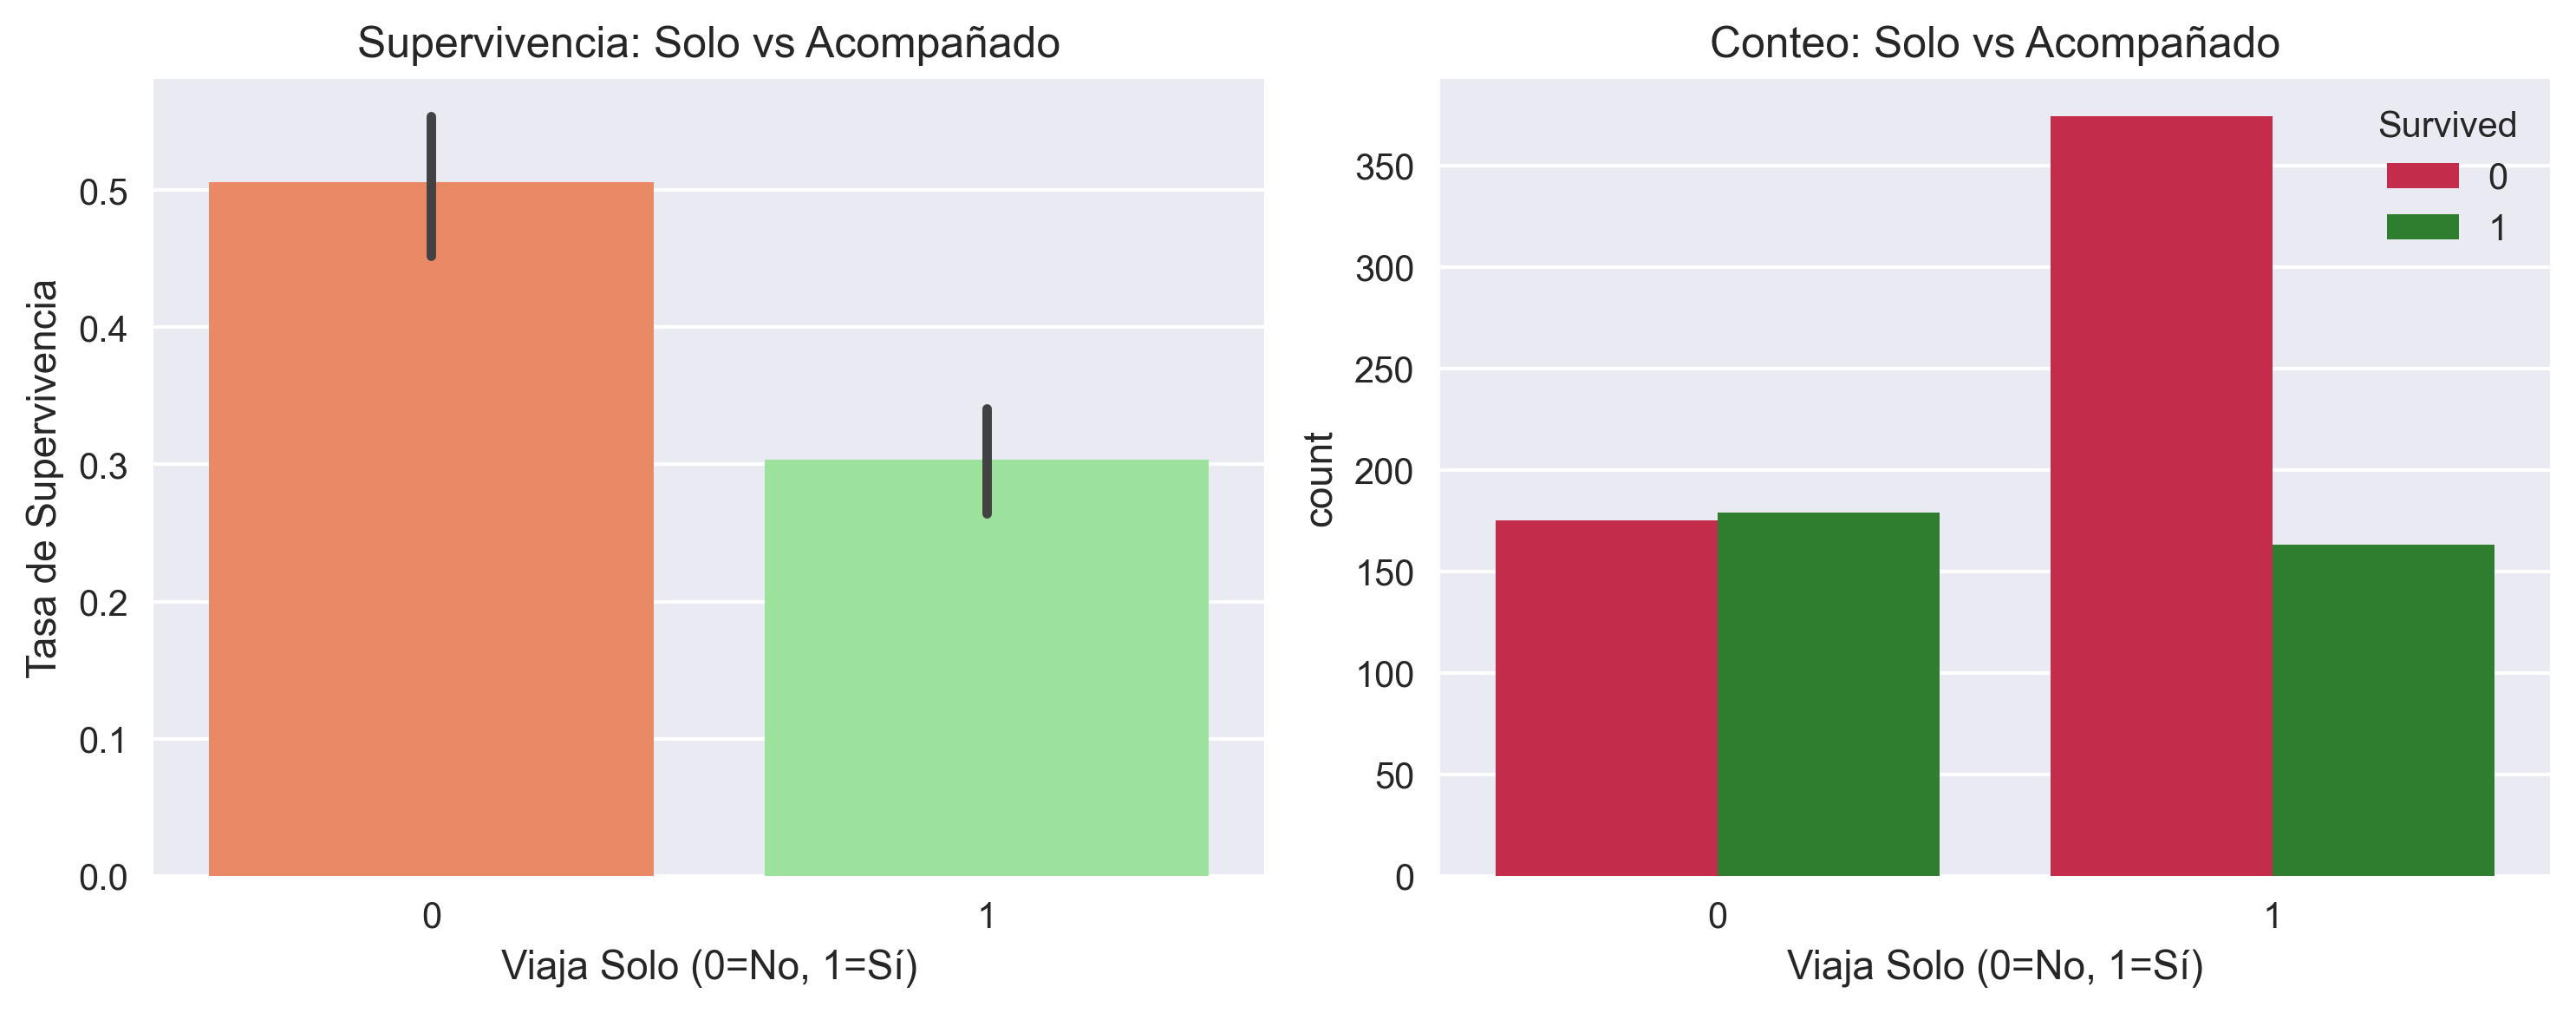 Supervivencia: Solo vs Acompañado
Tasa de Supervivencia
0.5
0.4
0.3
0.2
0.1
0.0
0
1
Viaja Solo (0=No, 1=Sí)
Conteo: Solo vs Acompañado
count
350
300
250
200
150
100
50
0
0
1
Viaja Solo (0=No, 1=Sí)
Survived
0
1